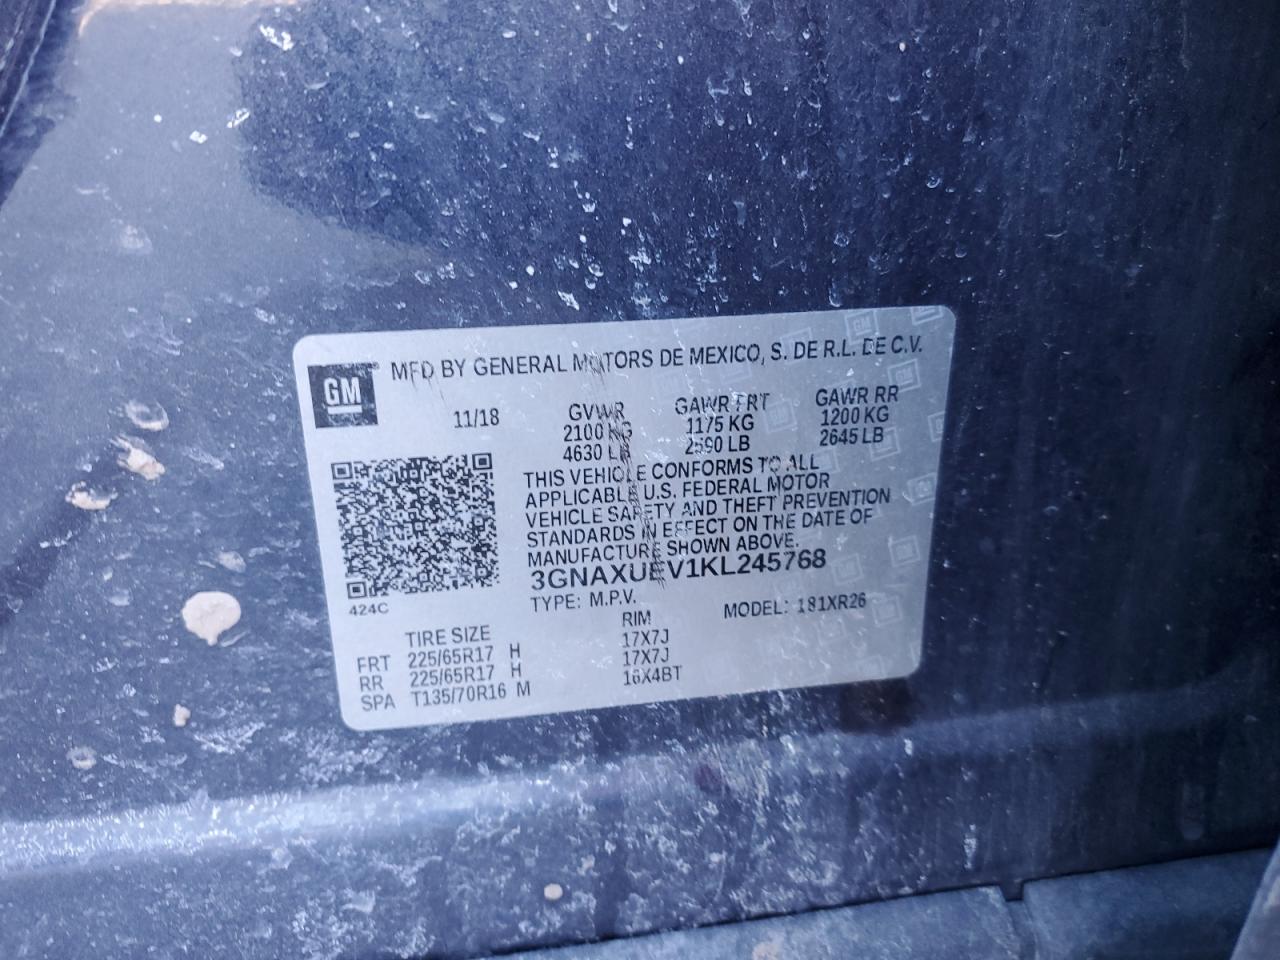 GM
MFD BY GENERAL MOTORS DE MEXICO, S. DE R.L. DE C.V.
11/18 GVWR GAWR FRT GAWR RR
2100 KG 1175 KG 1200 KG
4630 LB 2590 LB 2645 LB
THIS VEHICLE CONFORMS TO ALL
APPLICABLE U.S. FEDERAL MOTOR
VEHICLE SAFETY AND THEFT PREVENTION
STANDARDS IN EFFECT ON THE DATE OF
MANUFACTURE SHOWN ABOVE.
3GNAXUEV1KL245768
424C
TYPE: M.P.V. MODEL: 181XR26
TIRE SIZE RIM
FRT 225/65R17 H 17X7J
RR 225/65R17 H 17X7J
SPA T135/70R16 M 16X4BT